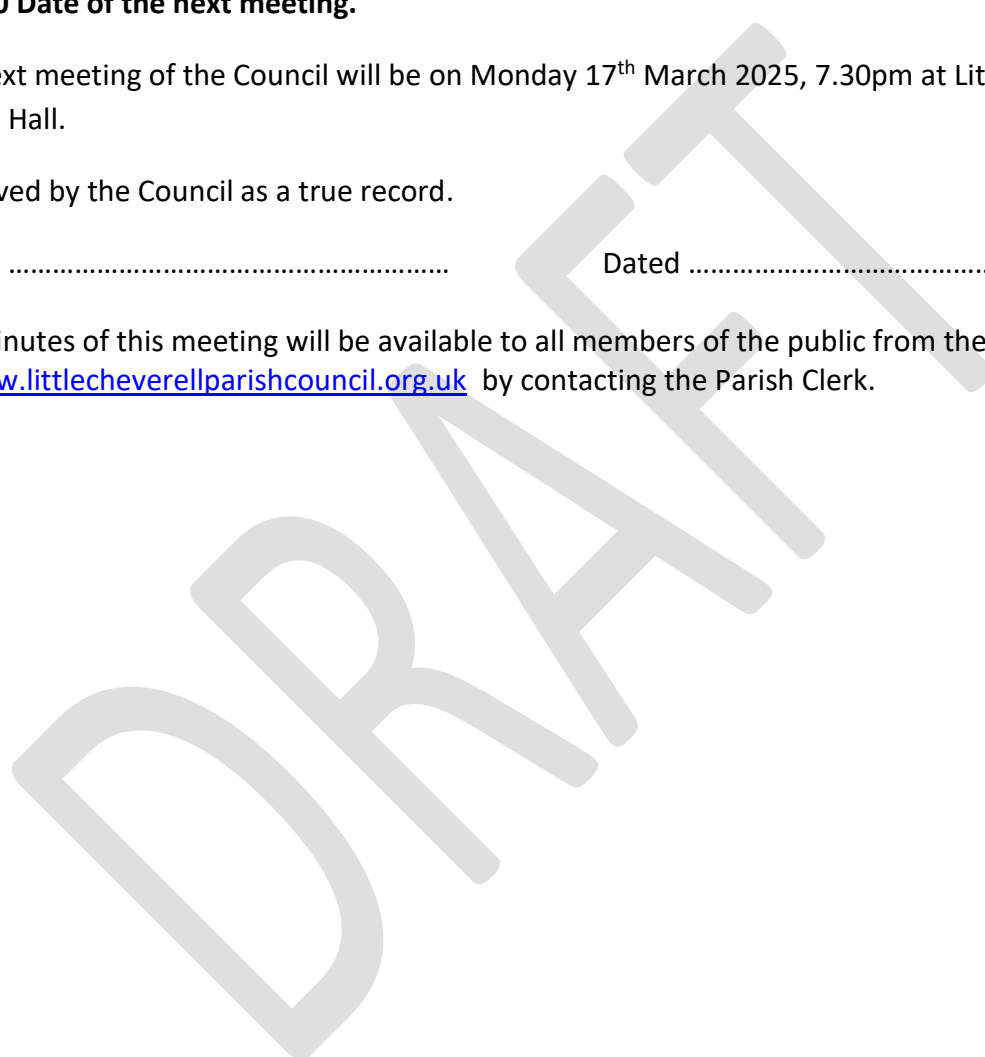 0 Date of the next meeting.
ext meeting of the Council will be on Monday 17th March 2025, 7.30pm at Lit
Hall.
ved by the Council as a true record.
…………………………………………………… Dated ……………………………………
inutes of this meeting will be available to all members of the public from the
w.littlecheverellparishcouncil.org.uk by contacting the Parish Clerk.
DRAFT